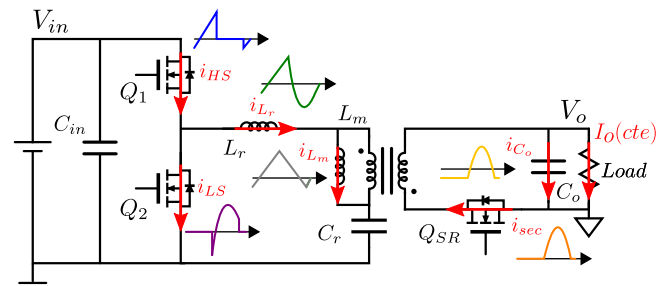 V_in
V_o
Q_1
i_HS
C_in
L_r
i_Lr
L_m
i_Lm
Q_2
i_LS
C_r
i_Co
C_o
I_O(cte)
Load
Q_SR
i_sec